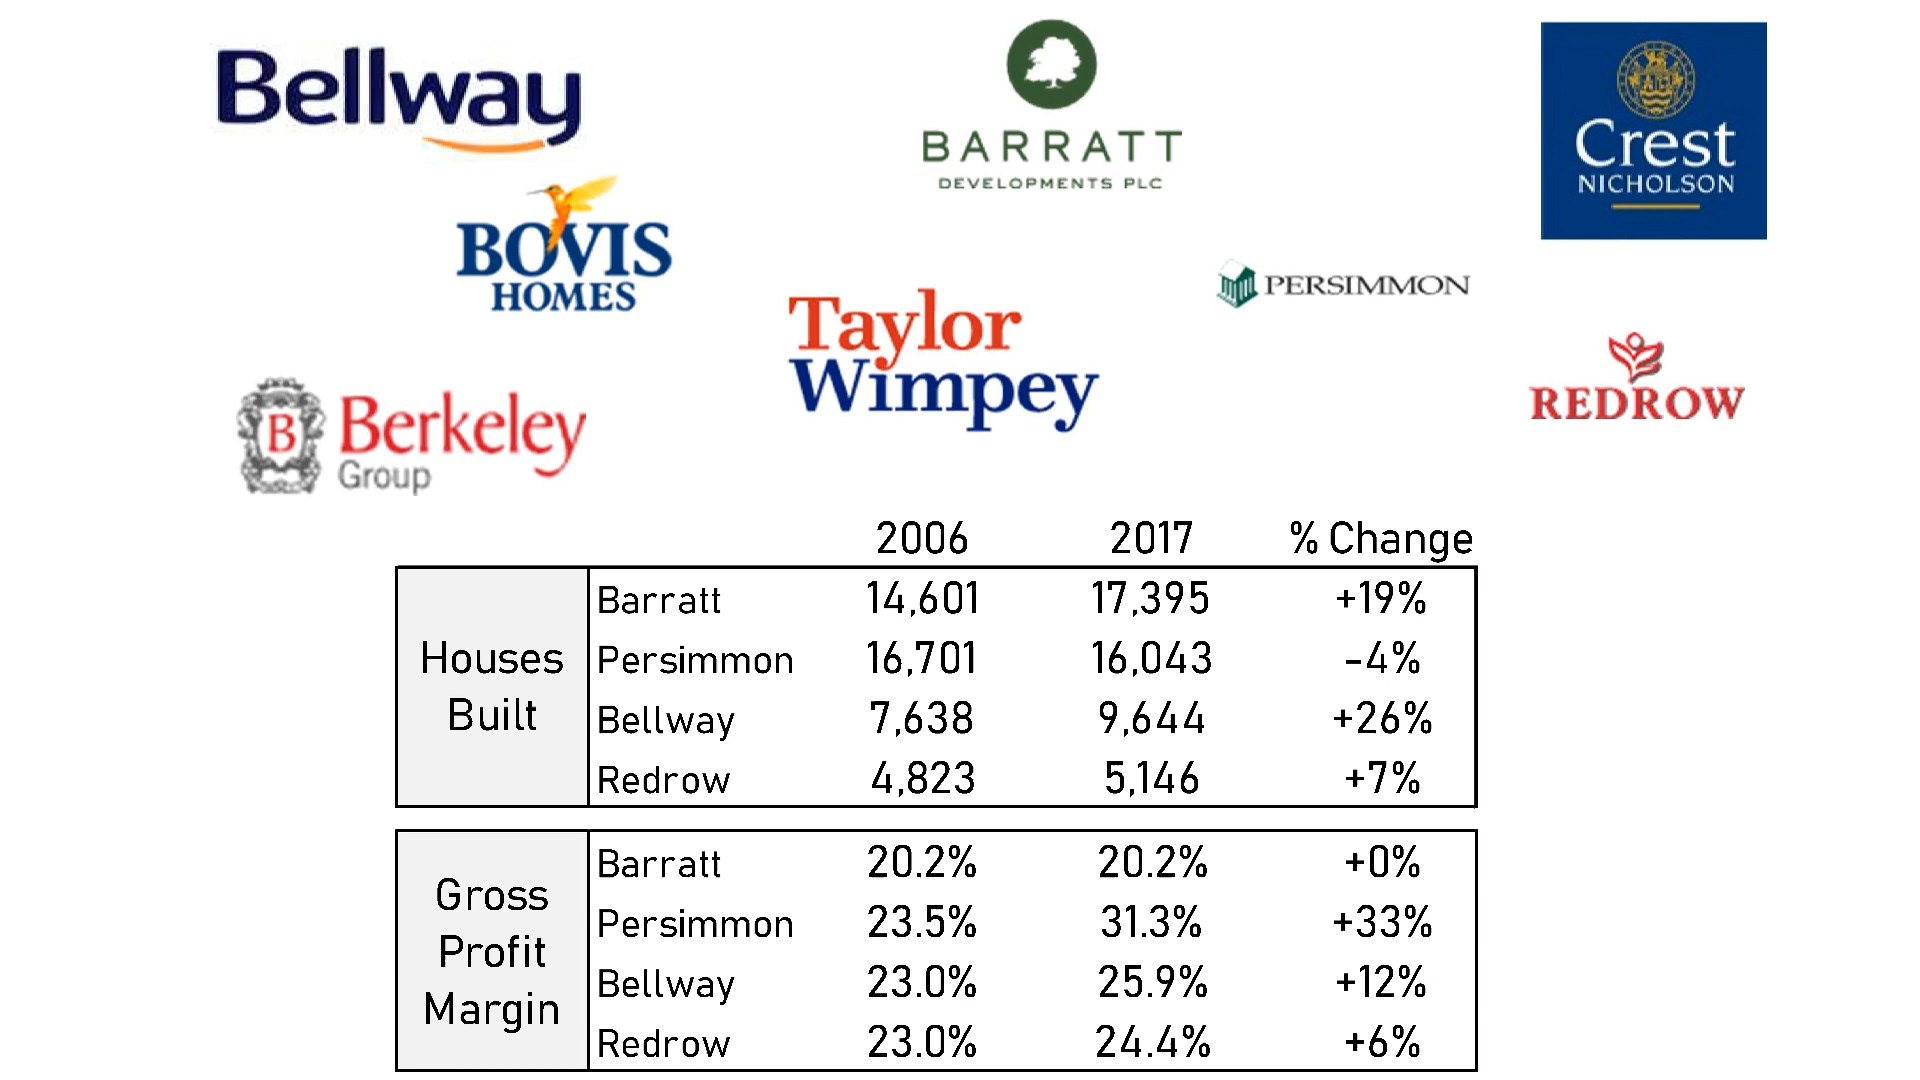 Bellway
BARRATT
DEVELOPMENTS PLC
Crest
NICHOLSON
BOVIS
HOMES
PERSIMMON
Taylor
Wimpey
REDROW
B
Berkeley
Group
2006 2017 % Change
Houses
Built
Barratt 14,601 17,395 +19%
Persimmon 16,701 16,043 -4%
Bellway 7,638 9,644 +26%
Redrow 4,823 5,146 +7%
Gross
Profit
Margin
Barratt 20.2% 20.2% +0%
Persimmon 23.5% 31.3% +33%
Bellway 23.0% 25.9% +12%
Redrow 23.0% 24.4% +6%